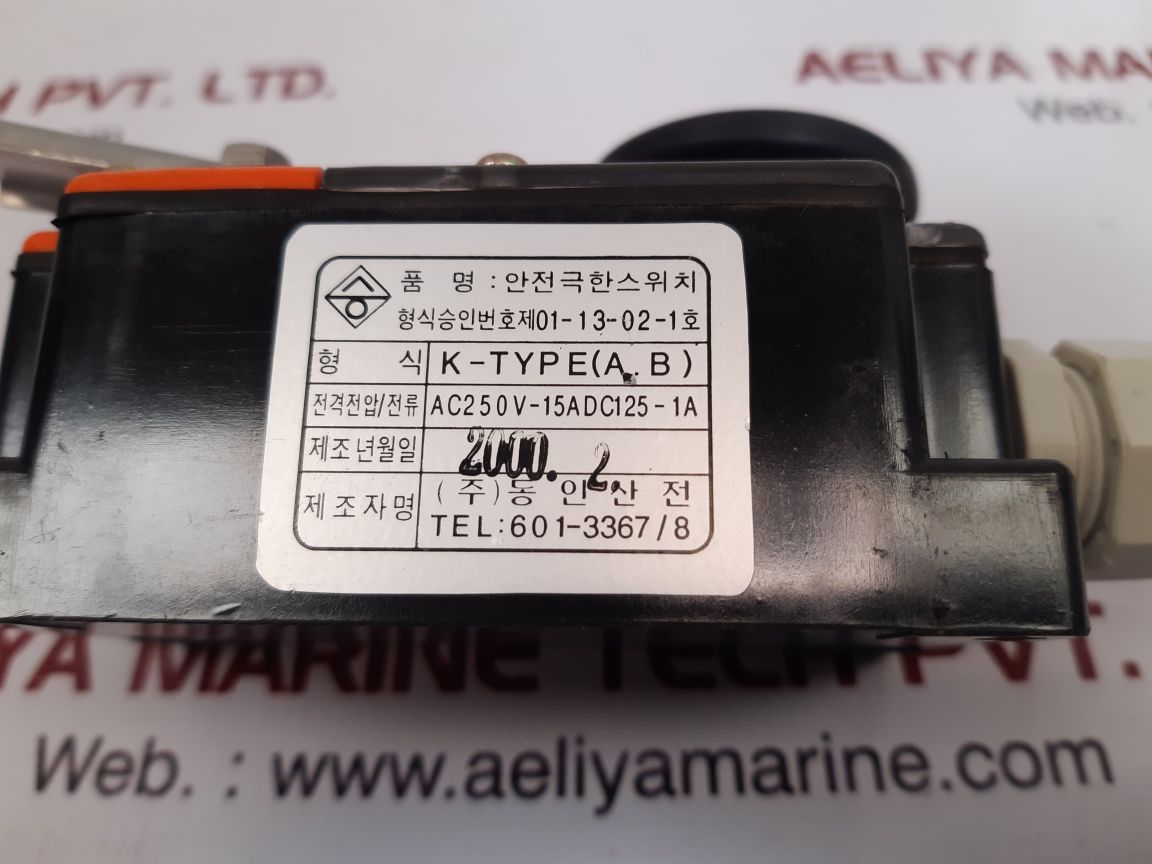 PVT. LTD.
AELIYA MA
Web.
품 명 : 안전극한스위치
형식승인번호제01-13-02-1호
형 식 K-TYPE(A.B)
전격전압/전류 AC250V-15ADC125-1A
제조년월일 2000. 2.
제조자명 (주)동인산전
TEL:601-3367/8
YA MARINE TECH PVT.
Web. : www.aeliyamarine.com